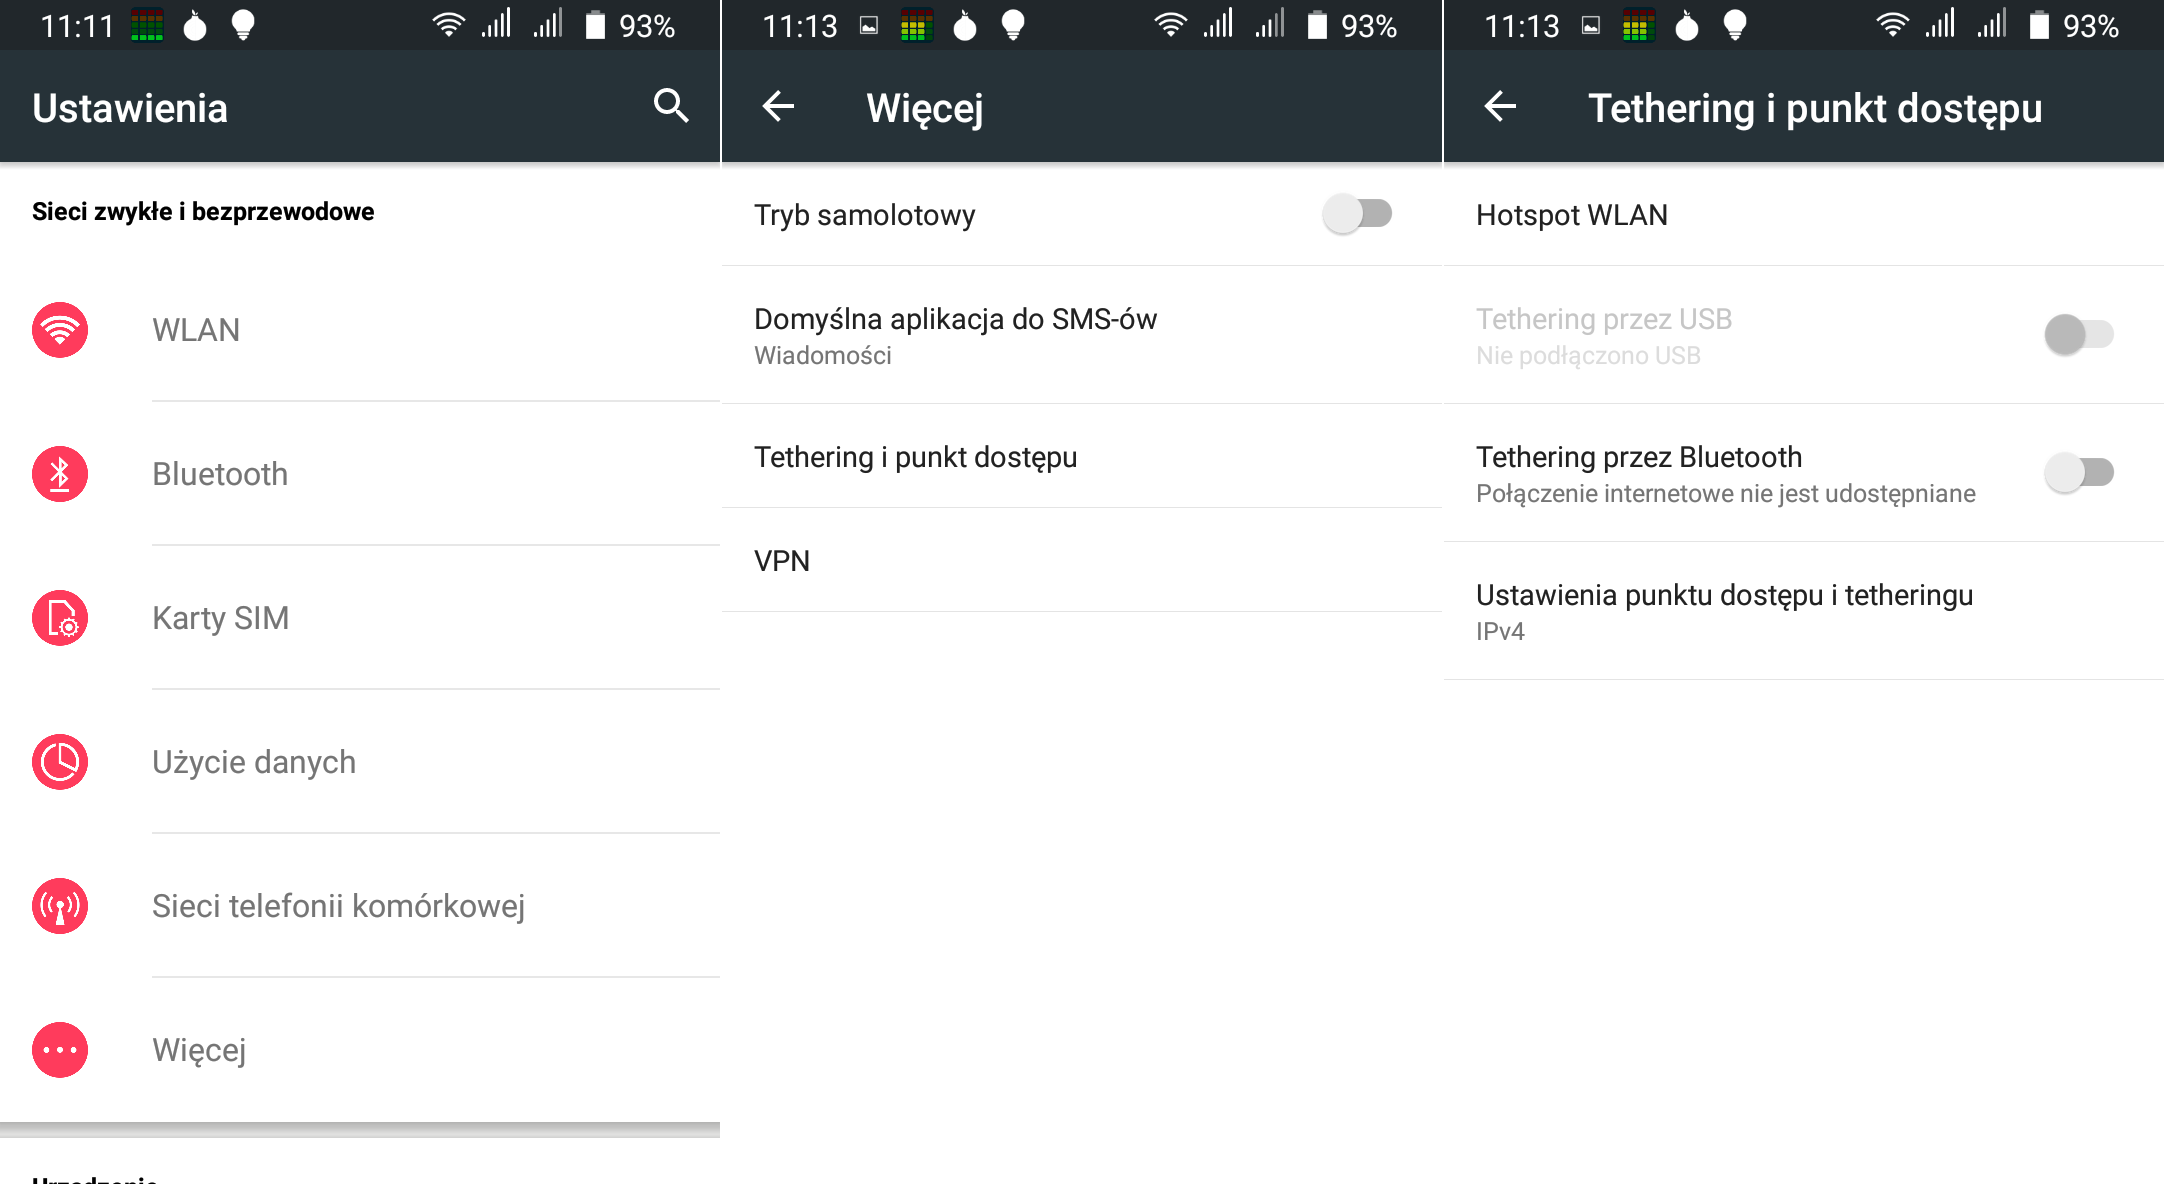 11:11 93%
Ustawienia
Sieci zwykłe i bezprzewodowe
WLAN
Bluetooth
Karty SIM
Użycie danych
Sieci telefonii komórkowej
Więcej
Urządzenie
11:13 93%
Więcej
Tryb samolotowy
Domyślna aplikacja do SMS-ów
Wiadomości
Tethering i punkt dostępu
VPN
11:13 93%
Tethering i punkt dostępu
Hotspot WLAN
Tethering przez USB
Nie podłączono USB
Tethering przez Bluetooth
Połączenie internetowe nie jest udostępniane
Ustawienia punktu dostępu i tetheringu
IPv4